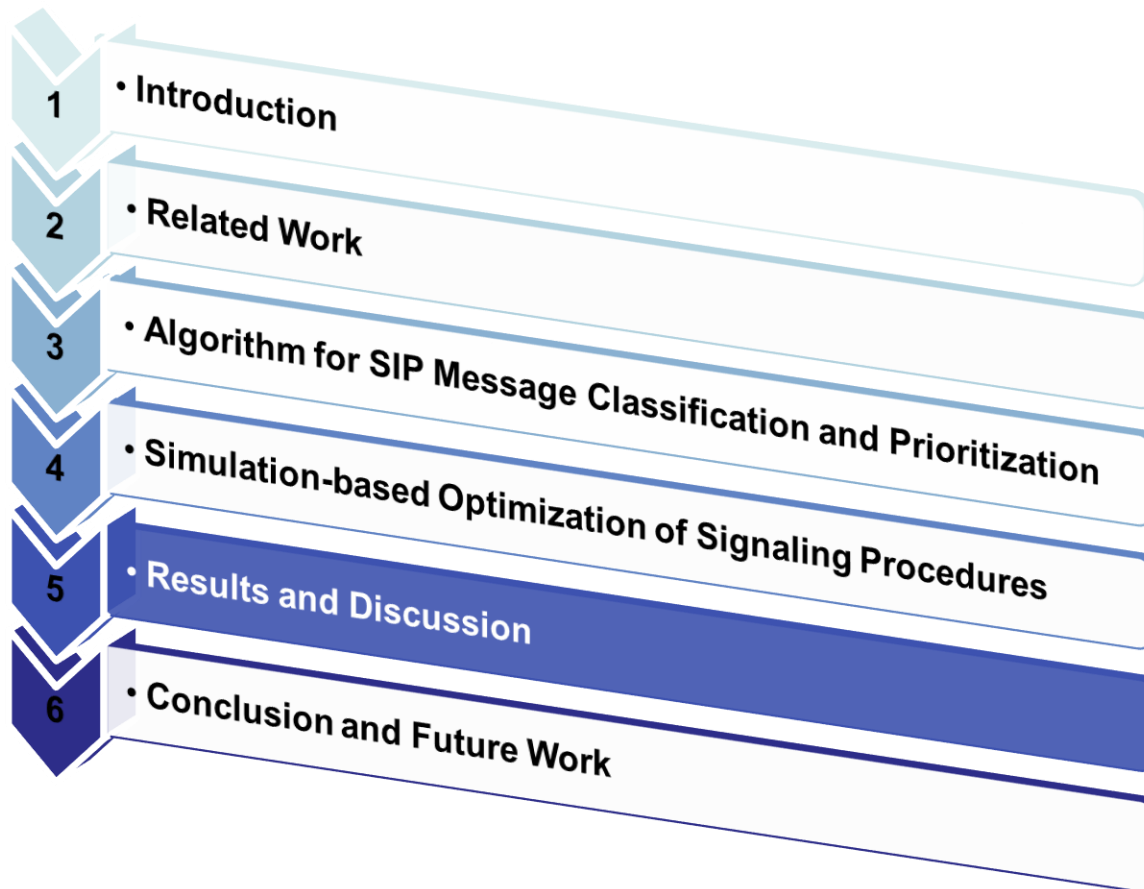 1
• Introduction
2
• Related Work
3
• Algorithm for SIP Message Classification and Prioritization
4
• Simulation-based Optimization of Signaling Procedures
5
• Results and Discussion
6
• Conclusion and Future Work